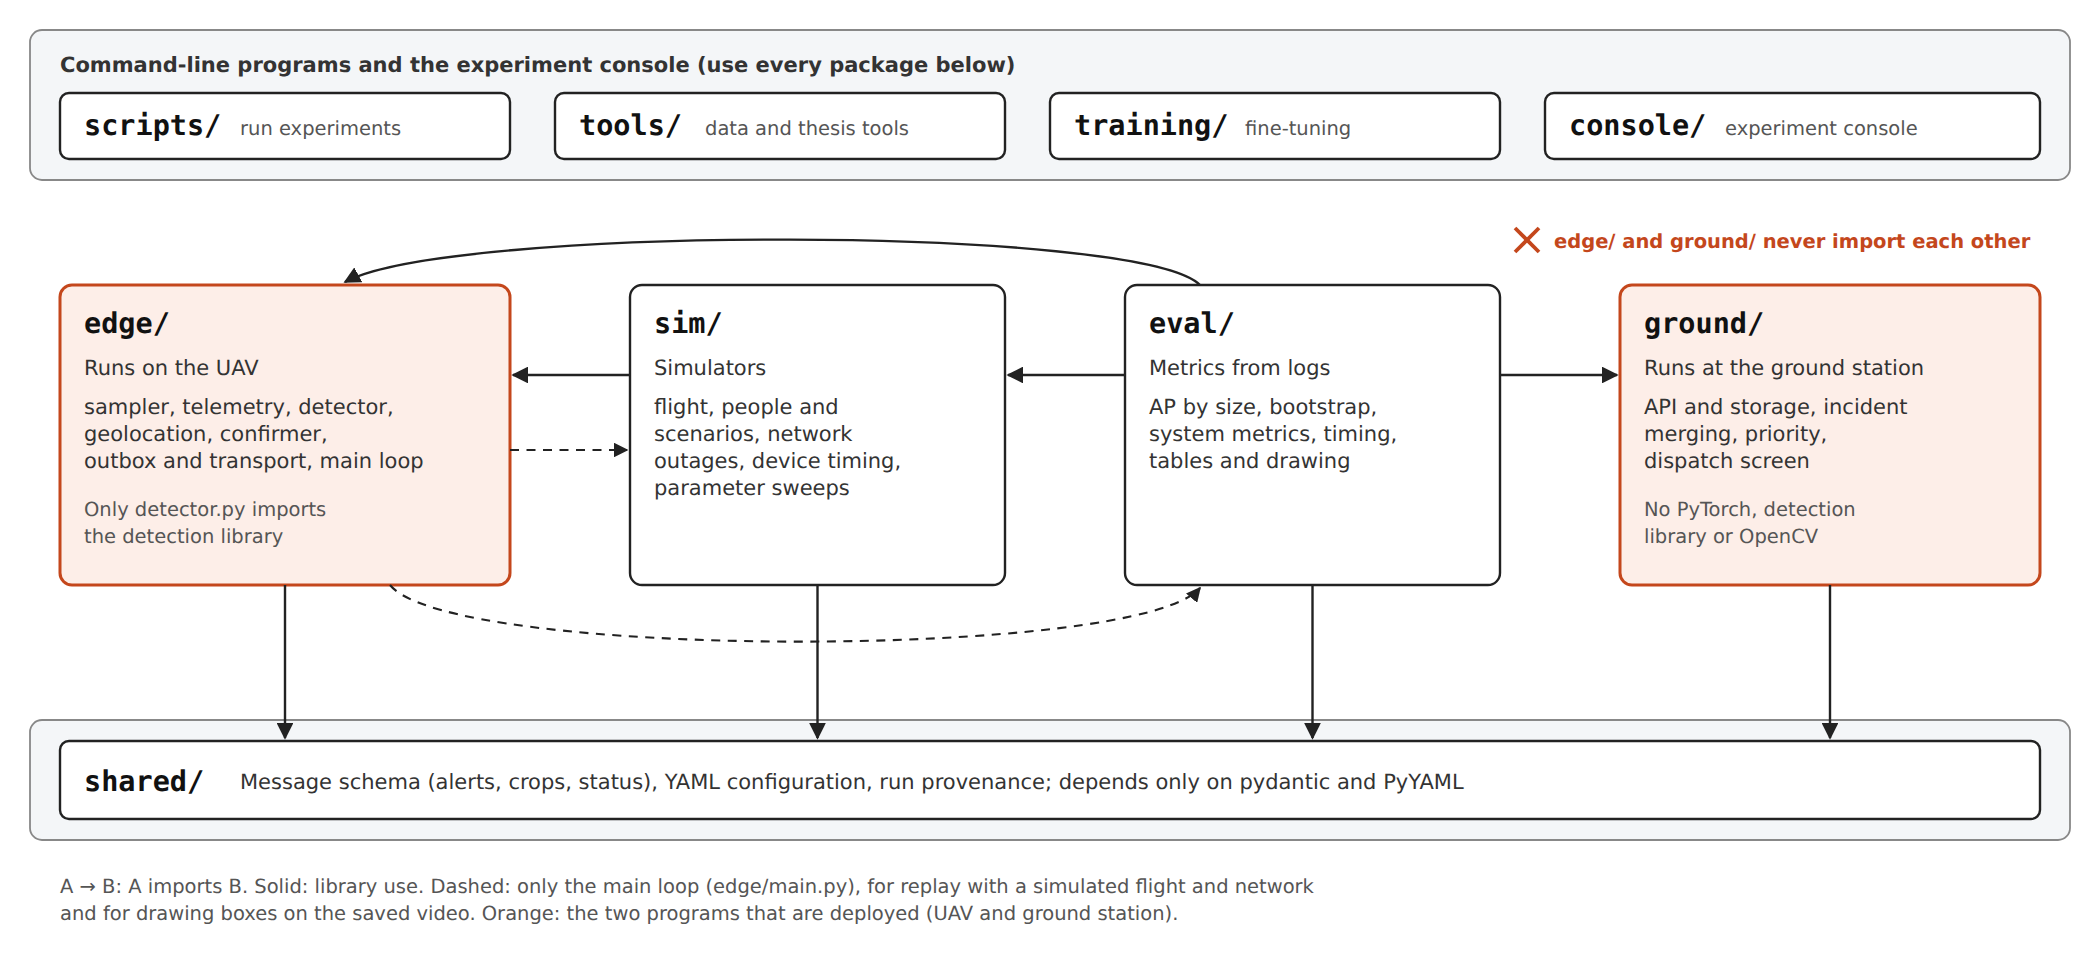 Command-line programs and the experiment console (use every package below)
scripts/ run experiments
tools/ data and thesis tools
training/ fine-tuning
console/ experiment console
edge/ and ground/ never import each other
edge/
Runs on the UAV
sampler, telemetry, detector,
geolocation, confirmer,
outbox and transport, main loop
Only detector.py imports
the detection library
sim/
Simulators
flight, people and
scenarios, network
outages, device timing,
parameter sweeps
eval/
Metrics from logs
AP by size, bootstrap,
system metrics, timing,
tables and drawing
ground/
Runs at the ground station
API and storage, incident
merging, priority,
dispatch screen
No PyTorch, detection
library or OpenCV
shared/ Message schema (alerts, crops, status), YAML configuration, run provenance; depends only on pydantic and PyYAML
A → B: A imports B. Solid: library use. Dashed: only the main loop (edge/main.py), for replay with a simulated flight and network
and for drawing boxes on the saved video. Orange: the two programs that are deployed (UAV and ground station).